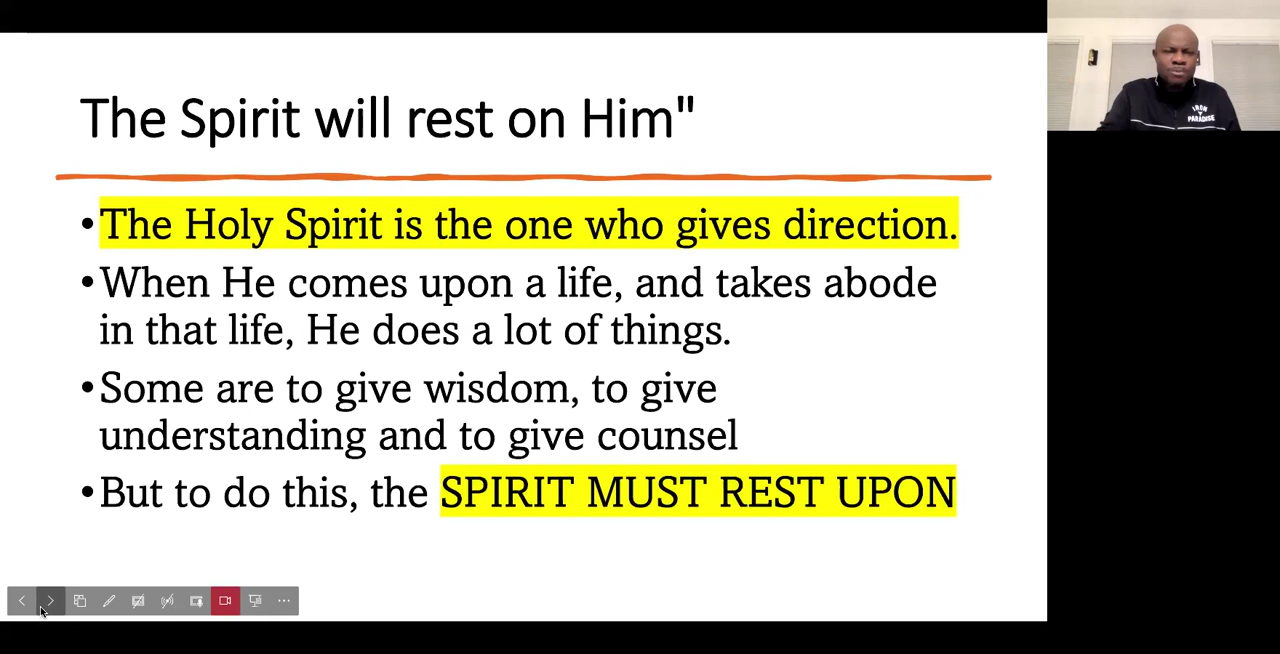 The Spirit will rest on Him"
•The Holy Spirit is the one who gives direction.
•When He comes upon a life, and takes abode
in that life, He does a lot of things.
•Some are to give wisdom, to give
understanding and to give counsel
•But to do this, the SPIRIT MUST REST UPON
IRON
PARADISE